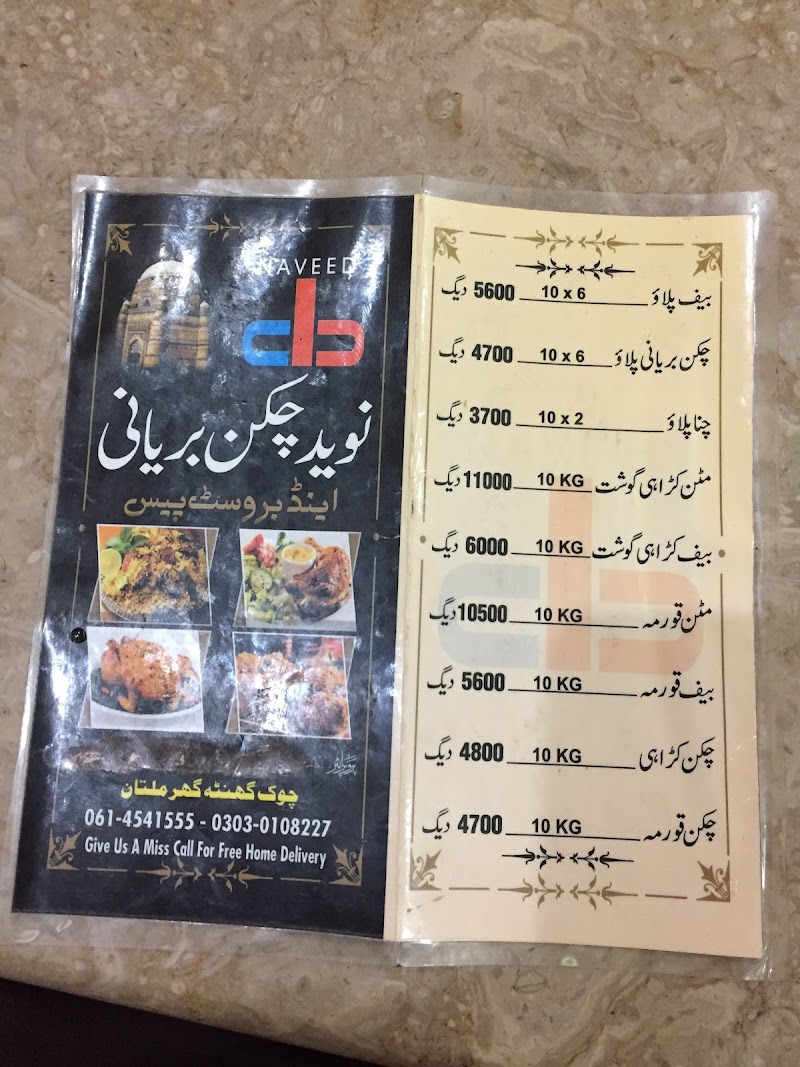 NAVEED
cb
نوید چکن بریانی
اینڈ بروسٹ پیس
پروپرائٹر
چوک گھنٹہ گھر ملتان
061-4541555 - 0303-0108227
Give Us A Miss Call For Free Home Delivery
بیف پلاؤ 10 x 6 5600 دیگ
چکن بریانی پلاؤ 10 x 6 4700 دیگ
چنا پلاؤ 10 x 2 3700 دیگ
مٹن کڑاہی گوشت 10 KG 11000 دیگ
بیف کڑاہی گوشت 10 KG 6000 دیگ
مٹن قورمہ 10 KG 10500 دیگ
بیف قورمہ 10 KG 5600 دیگ
چکن کڑاہی 10 KG 4800 دیگ
چکن قورمہ 10 KG 4700 دیگ